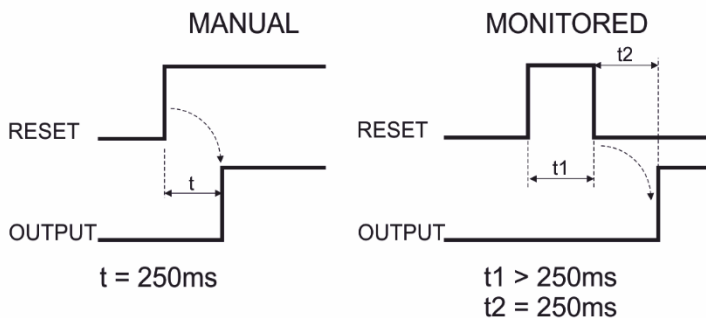 MANUAL
RESET
t
OUTPUT
t = 250ms
MONITORED
t2
RESET
t1
OUTPUT
t1 > 250ms
t2 = 250ms